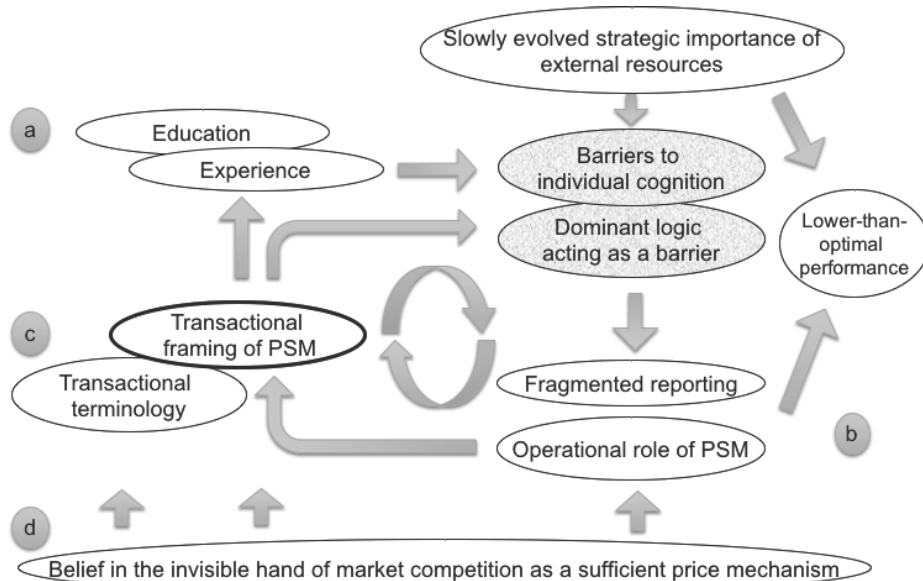 Slowly evolved strategic importance of
external resources
a
Education
Experience
Barriers to
individual cognition
Dominant logic
acting as a barrier
Lower-than-
optimal
performance
c
Transactional
framing of PSM
Transactional
terminology
Fragmented reporting
Operational role of PSM
b
d
Belief in the invisible hand of market competition as a sufficient price mechanism